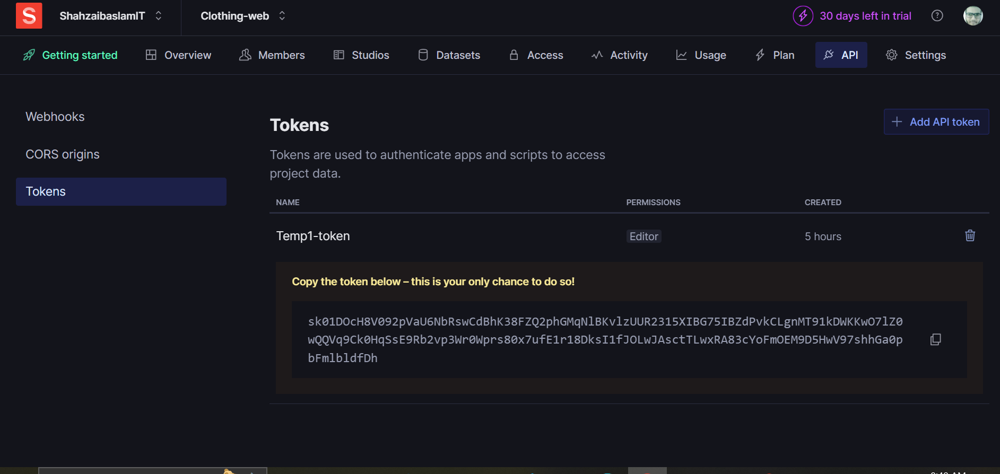 S ShahzaibaslamIT Clothing-web 30 days left in trial ?
Getting started Overview Members Studios Datasets Access Activity Usage Plan API Settings
Webhooks
CORS origins
Tokens
Tokens
+ Add API token
Tokens are used to authenticate apps and scripts to access
project data.
NAME PERMISSIONS CREATED
Temp1-token Editor 5 hours
Copy the token below – this is your only chance to do so!
sk01DOcH8V092pVaU6NbRswCdBhK38FZQ2phGMqNlBKvlzUUR2315XIBG75IBZdPvkCLgnMT91kDWKKwO7lZ0
wQQVq9Ck0HqSsE9Rb2vp3Wr0Wprs80x7ufE1r18DksI1fJOLwJAsctTLwxRA83cYoFmOEM9D5HwV97shhGa0p
bFmlbldfDh